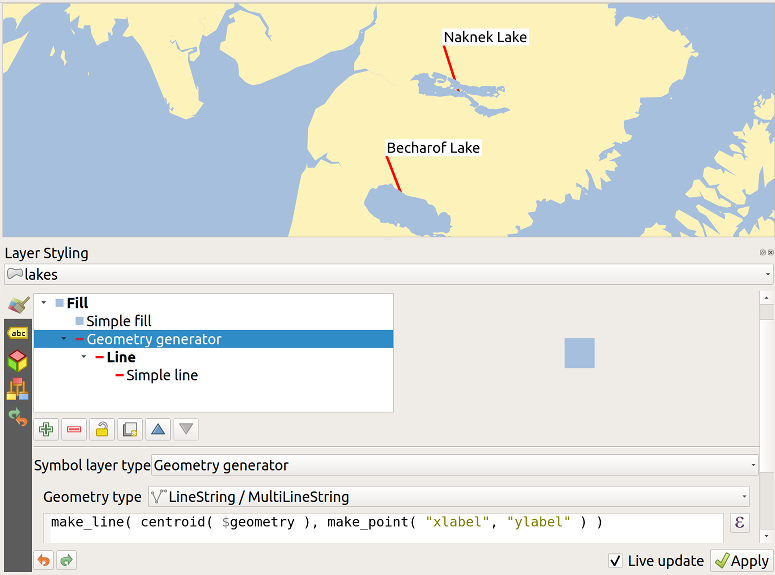 Naknek Lake
Becharof Lake
Layer Styling
lakes
Fill
Simple fill
Geometry generator
Line
Simple line
abc
Symbol layer type Geometry generator
Geometry type LineString / MultiLineString
make_line( centroid( $geometry ), make_point( "xlabel", "ylabel" ) )
ε
Live update Apply